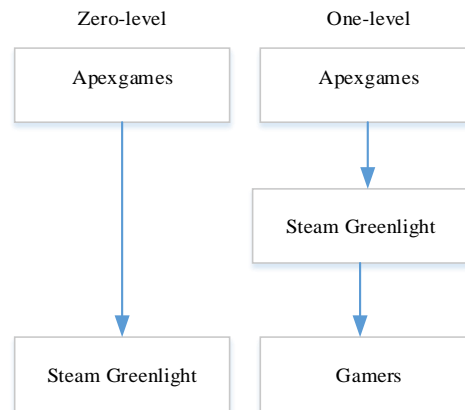 Zero-level
One-level
Apexgames
Apexgames
Steam Greenlight
Steam Greenlight
Gamers